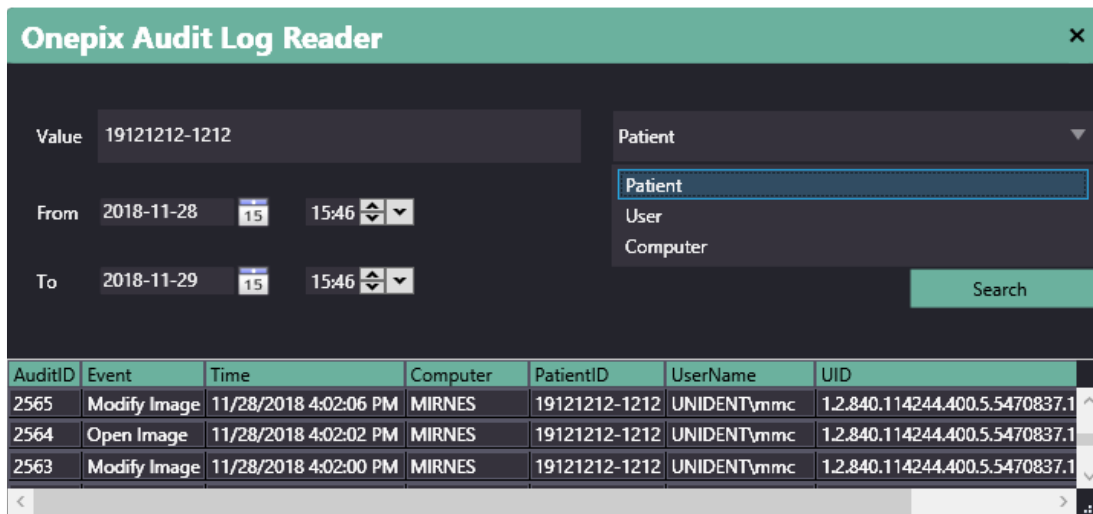 Onepix Audit Log Reader
Value 19121212-1212 Patient
Patient
From 2018-11-28 15 15:46 User
Computer
To 2018-11-29 15 15:46
Search
AuditID Event Time Computer PatientID UserName UID
2565 Modify Image 11/28/2018 4:02:06 PM MIRNES 19121212-1212 UNIDENT\mmc 1.2.840.114244.400.5.5470837.1
2564 Open Image 11/28/2018 4:02:02 PM MIRNES 19121212-1212 UNIDENT\mmc 1.2.840.114244.400.5.5470837.1
2563 Modify Image 11/28/2018 4:02:00 PM MIRNES 19121212-1212 UNIDENT\mmc 1.2.840.114244.400.5.5470837.1